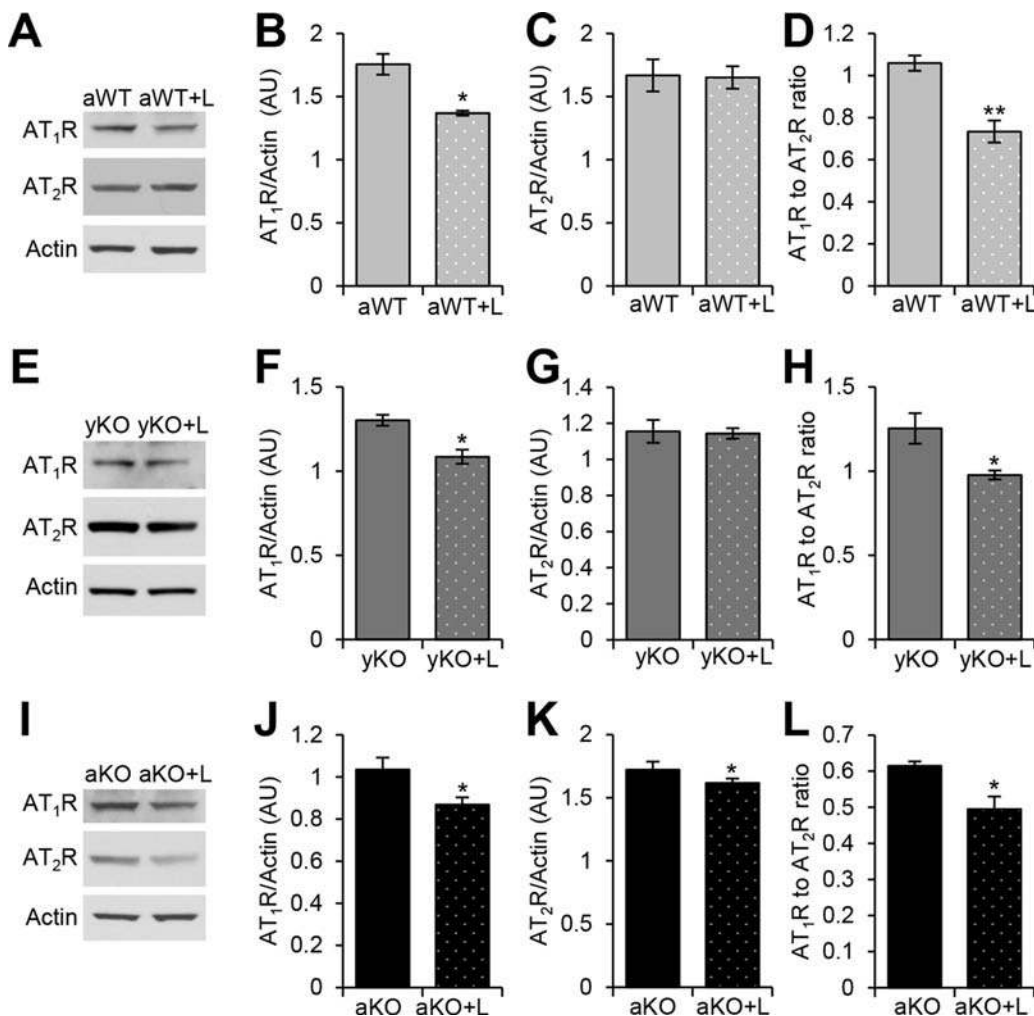 A
aWT aWT+L
AT₁R
AT₂R
Actin
B
AT₁R/Actin (AU)
2
1.5
1
0.5
0
*
aWT aWT+L
C
AT₂R/Actin (AU)
2
1.5
1
0.5
0
aWT aWT+L
D
AT₁R to AT₂R ratio
1.2
1
0.8
0.6
0.4
0.2
0
**
aWT aWT+L
E
yKO yKO+L
AT₁R
AT₂R
Actin
F
AT₁R/Actin (AU)
1.5
1
0.5
0
*
yKO yKO+L
G
AT₂R/Actin (AU)
1.4
1.2
1
0.8
0.6
0.4
0.2
0
yKO yKO+L
H
AT₁R to AT₂R ratio
1.5
1
0.5
0
*
yKO yKO+L
I
aKO aKO+L
AT₁R
AT₂R
Actin
J
AT₁R/Actin (AU)
1.2
1
0.8
0.6
0.4
0.2
0
*
aKO aKO+L
K
AT₂R/Actin (AU)
2
1.5
1
0.5
0
*
aKO aKO+L
L
AT₁R to AT₂R ratio
0.7
0.6
0.5
0.4
0.6
0.2
0.1
0
*
aKO aKO+L